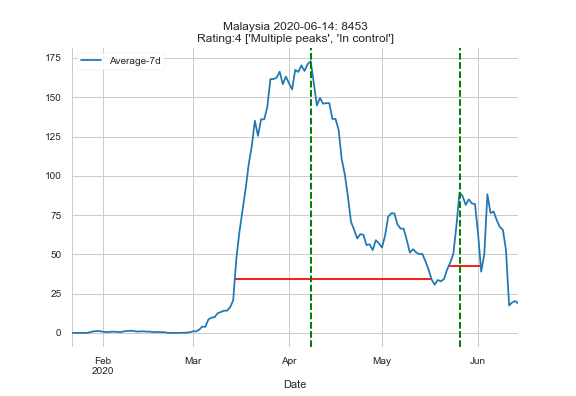 Malaysia 2020-06-14: 8453
Rating:4 ['Multiple peaks', 'In control']
Average-7d
175
150
125
100
75
50
25
0
Feb
2020
Mar
Apr
May
Jun
Date